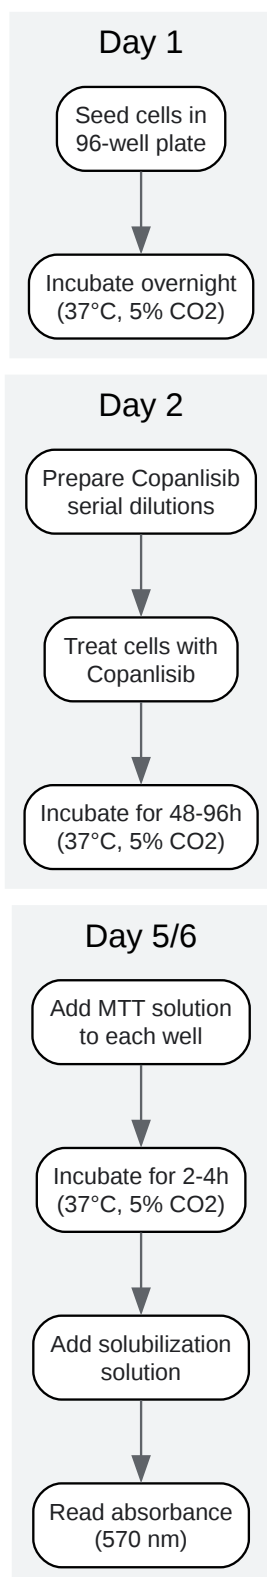 Day 1
Seed cells in
96-well plate
Incubate overnight
(37°C, 5% CO2)
Day 2
Prepare Copanlisib
serial dilutions
Treat cells with
Copanlisib
Incubate for 48-96h
(37°C, 5% CO2)
Day 5/6
Add MTT solution
to each well
Incubate for 2-4h
(37°C, 5% CO2)
Add solubilization
solution
Read absorbance
(570 nm)